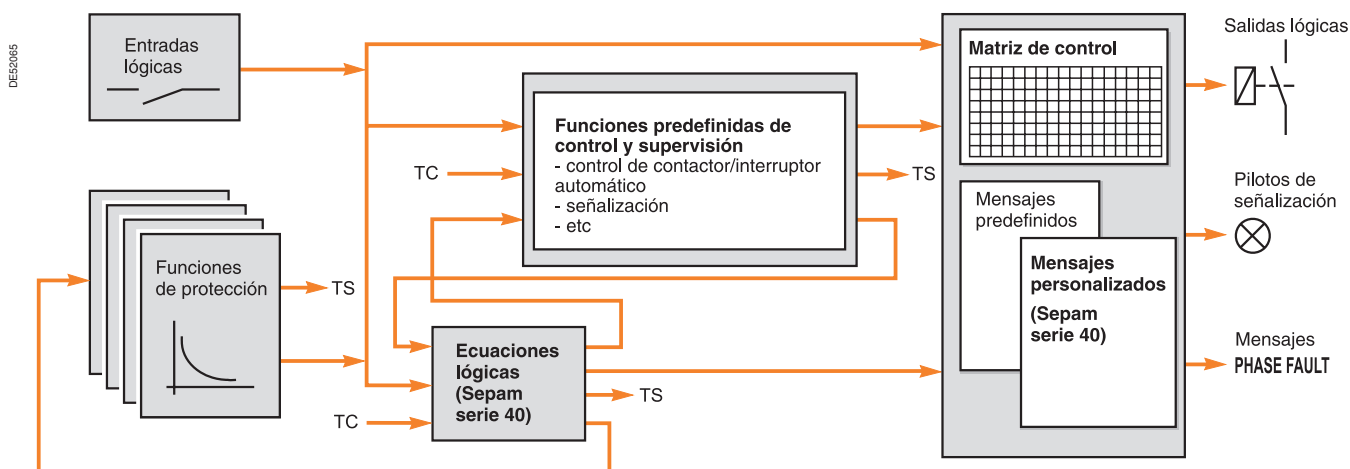 DE52065
Entradas
lógicas
Funciones
de protección
TS
TC
Funciones predefinidas de
control y supervisión
- control de contactor/interruptor
automático
- señalización
- etc
TS
Ecuaciones
lógicas
(Sepam
serie 40)
TC
TS
Matriz de control
Mensajes
predefinidos
Mensajes
personalizados
(Sepam
serie 40)
Salidas lógicas
Pilotos de
señalización
Mensajes
PHASE FAULT